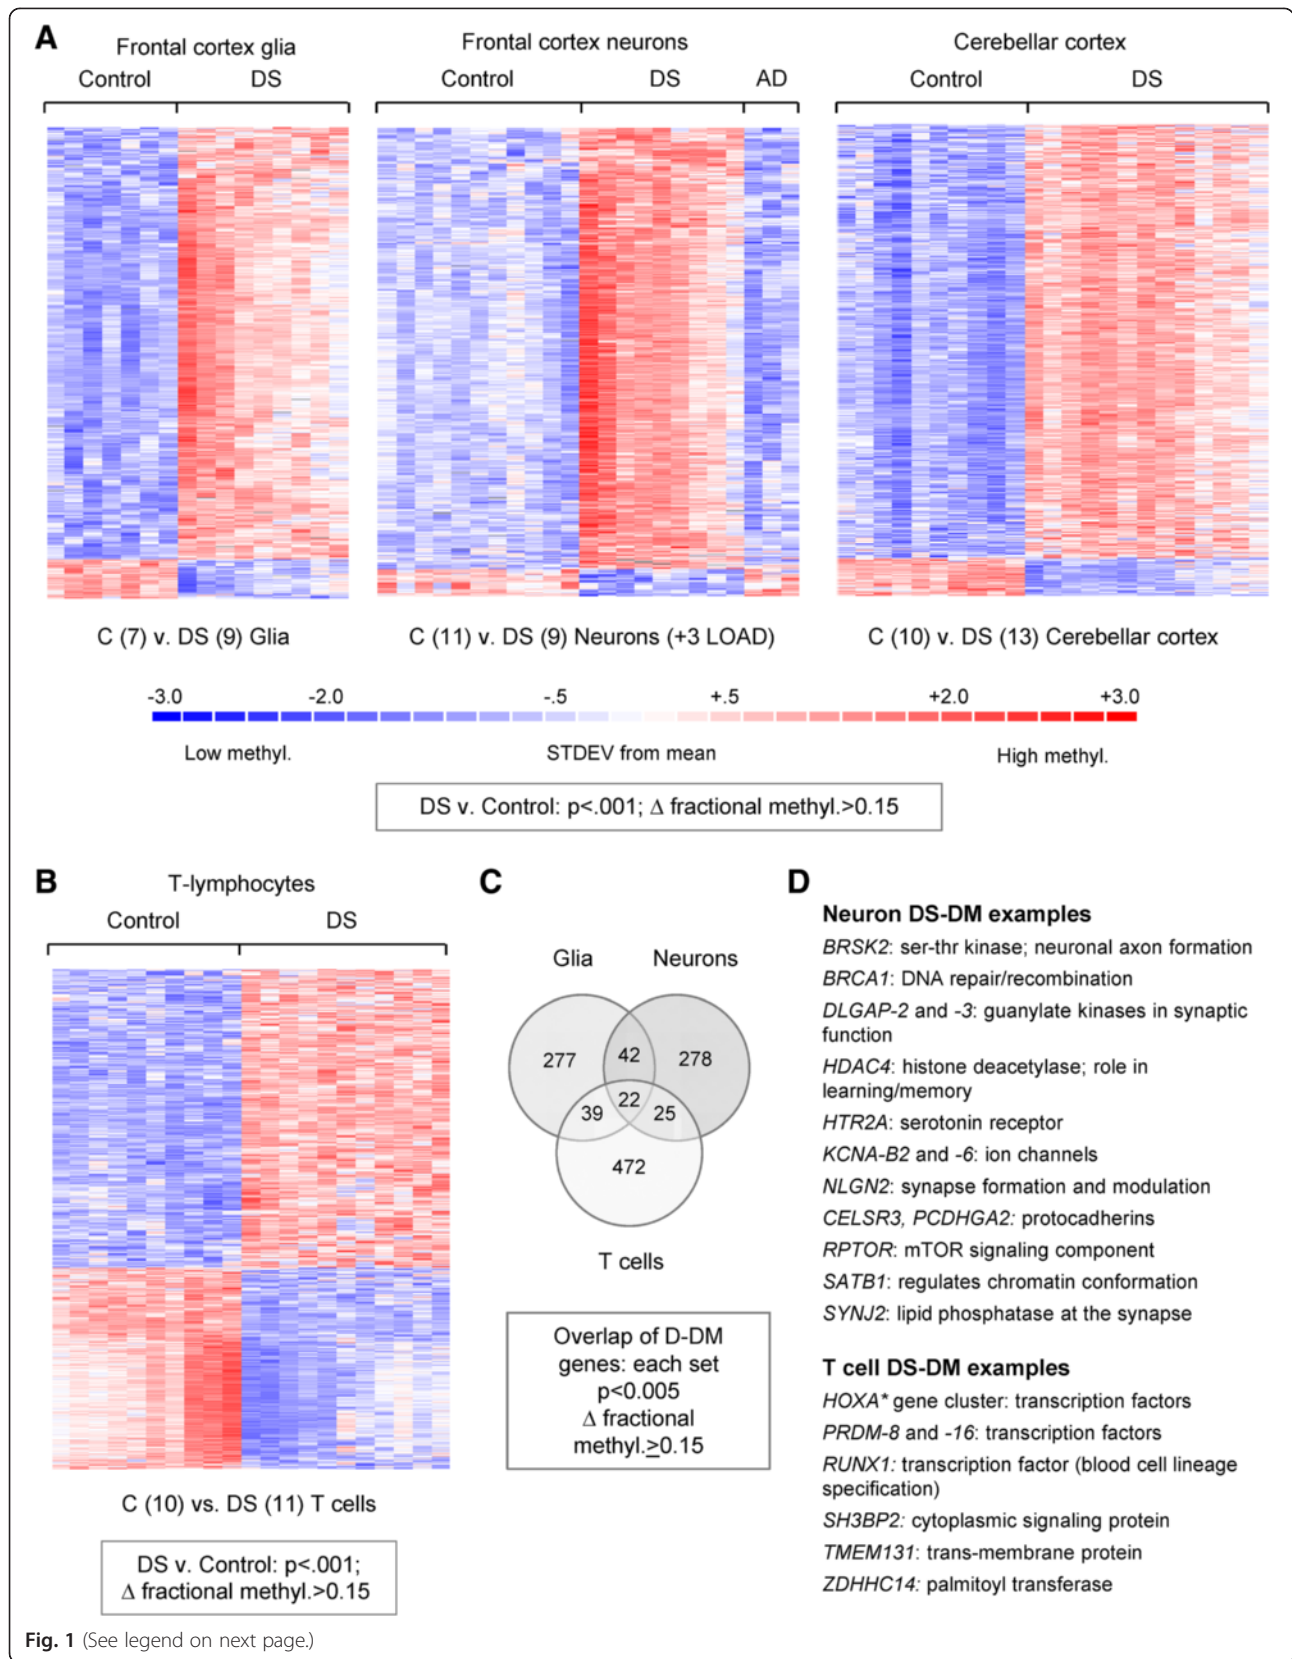 A
Frontal cortex glia
Frontal cortex neurons
Cerebellar cortex
Control DS
Control DS AD
Control DS
C (7) v. DS (9) Glia
C (11) v. DS (9) Neurons (+3 LOAD)
C (10) v. DS (13) Cerebellar cortex
-3.0 -2.0 -.5 +.5 +2.0 +3.0
Low methyl. STDEV from mean High methyl.
DS v. Control: p<.001; Δ fractional methyl.>0.15
B
T-lymphocytes
Control DS
C (10) vs. DS (11) T cells
DS v. Control: p<.001;
Δ fractional methyl.>0.15
C
Glia Neurons
277 42 278
22
39 25
472
T cells
Overlap of D-DM
genes: each set
p<0.005
Δ fractional
methyl.≥0.15
D
Neuron DS-DM examples
BRSK2: ser-thr kinase; neuronal axon formation
BRCA1: DNA repair/recombination
DLGAP-2 and -3: guanylate kinases in synaptic
function
HDAC4: histone deacetylase; role in
learning/memory
HTR2A: serotonin receptor
KCNA-B2 and -6: ion channels
NLGN2: synapse formation and modulation
CELSR3, PCDHGA2: protocadherins
RPTOR: mTOR signaling component
SATB1: regulates chromatin conformation
SYNJ2: lipid phosphatase at the synapse
T cell DS-DM examples
HOXA* gene cluster: transcription factors
PRDM-8 and -16: transcription factors
RUNX1: transcription factor (blood cell lineage
specification)
SH3BP2: cytoplasmic signaling protein
TMEM131: trans-membrane protein
ZDHHC14: palmitoyl transferase
Fig. 1 (See legend on next page.)